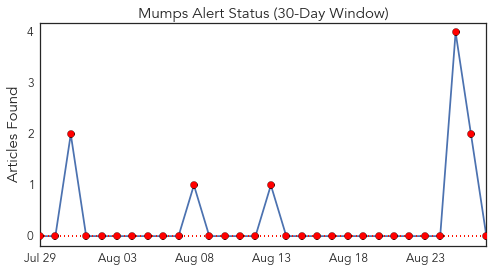 Mumps Alert Status (30-Day Window)
Articles Found
4
3
2
1
0
Jul 29 Aug 03 Aug 08 Aug 13 Aug 18 Aug 23